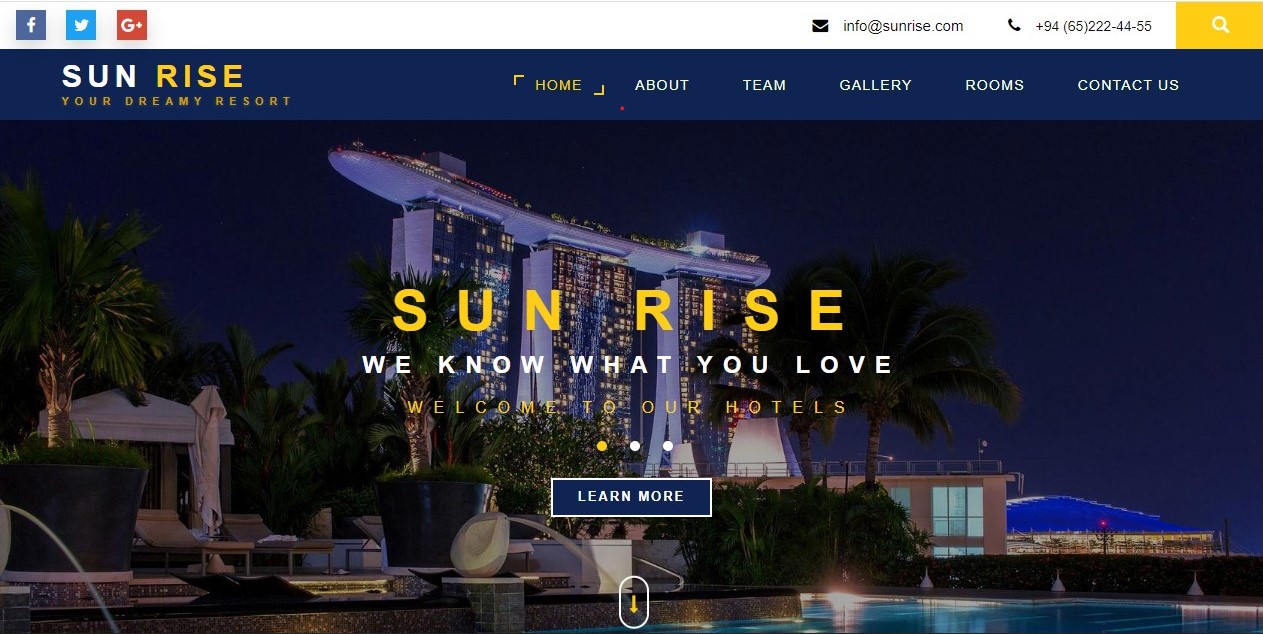 f G+ info@sunrise.com +94 (65)222-44-55
SUN RISE
YOUR DREAMY RESORT
HOME ABOUT TEAM GALLERY ROOMS CONTACT US
SUN RISE
WE KNOW WHAT YOU LOVE
WELCOME TO OUR HOTELS
LEARN MORE